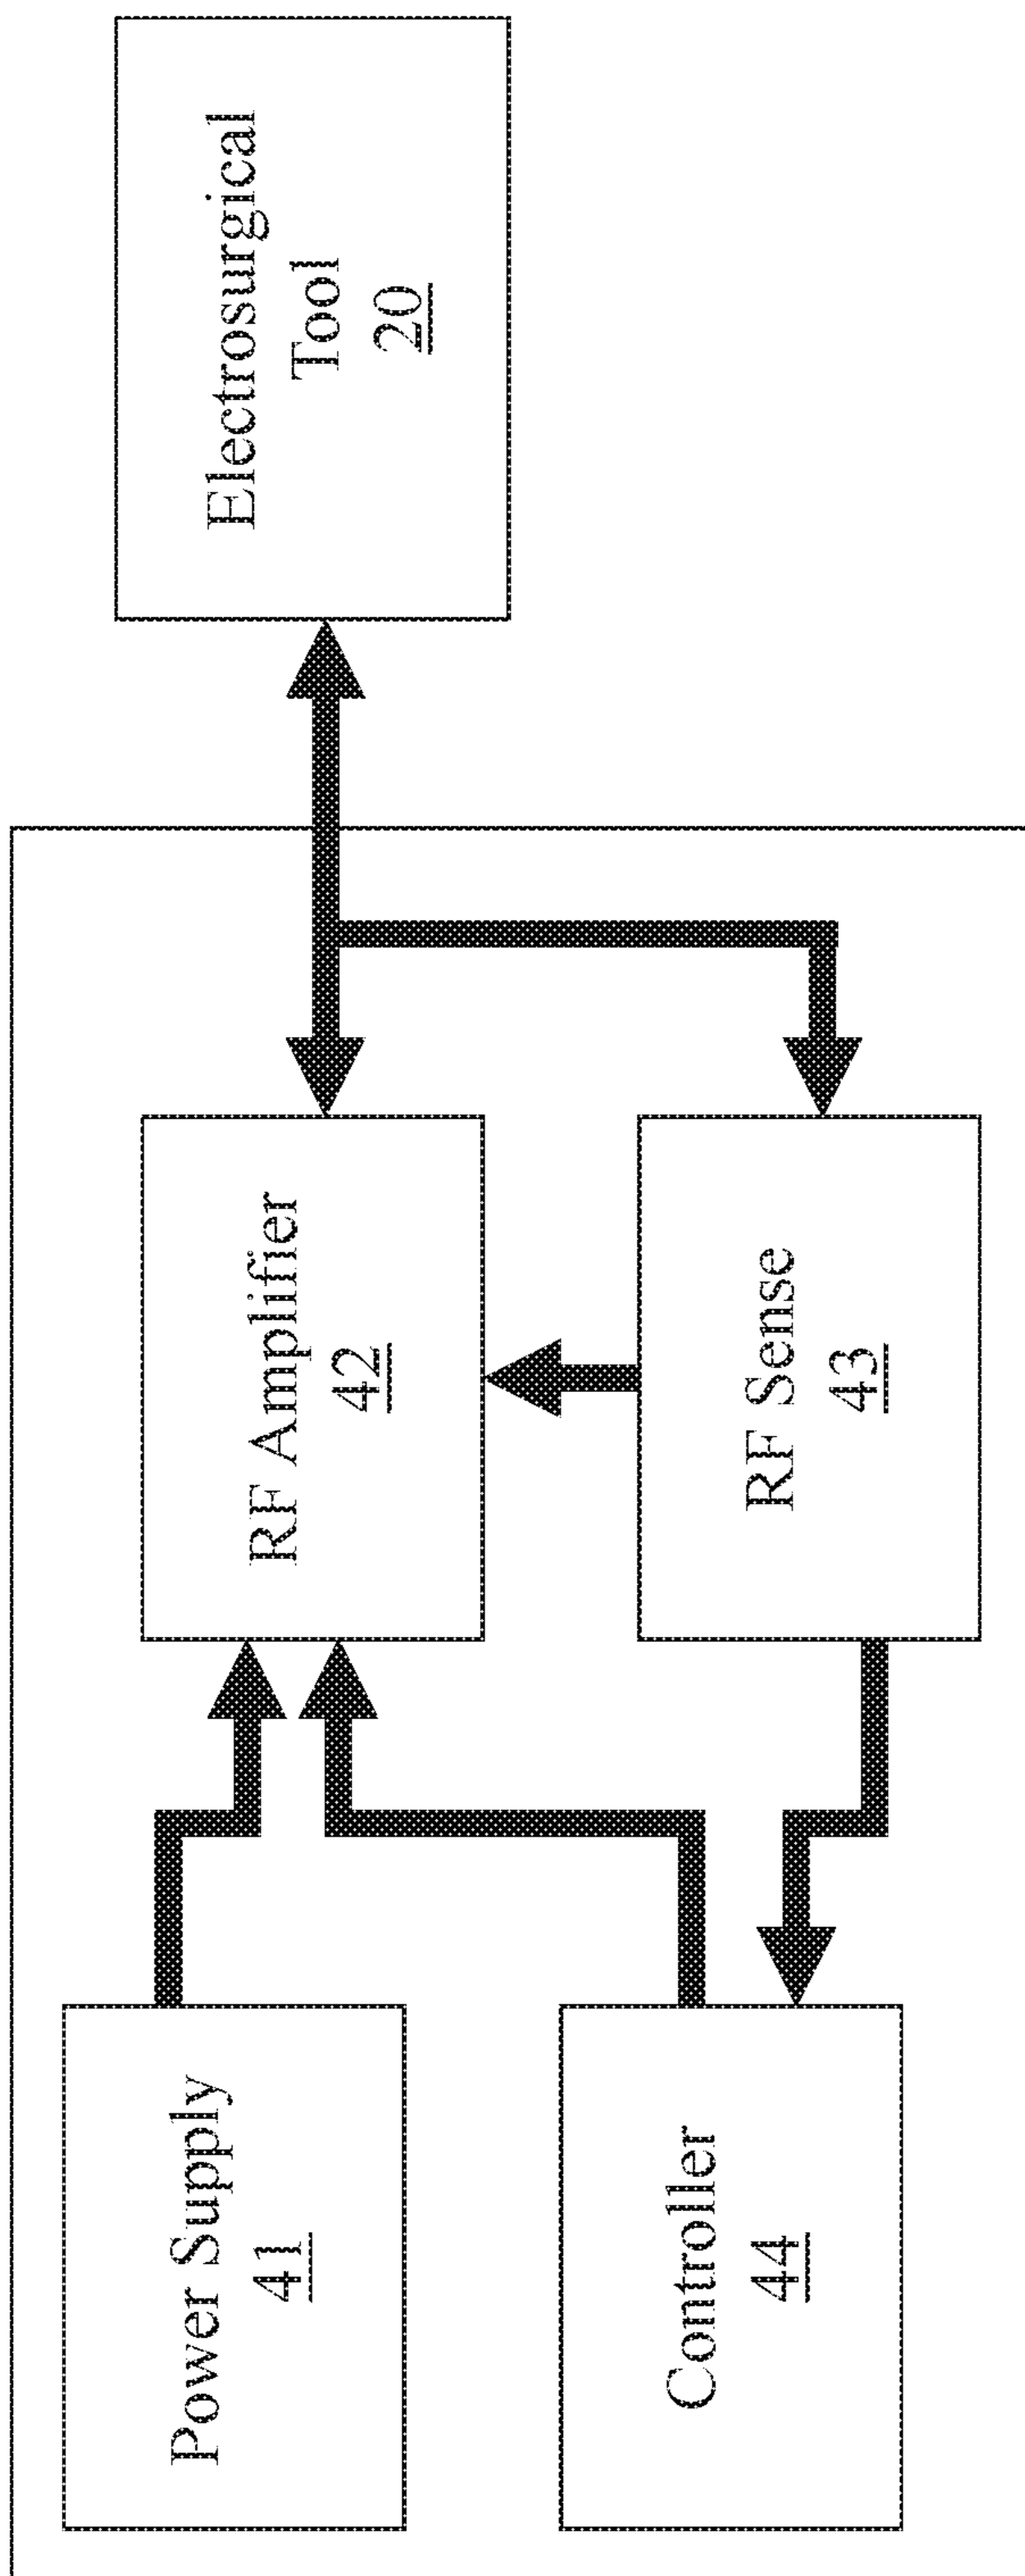 Power Supply
41
RF Amplifier
42
Electrosurgical
Tool
20
Controller
44
RF Sense
43